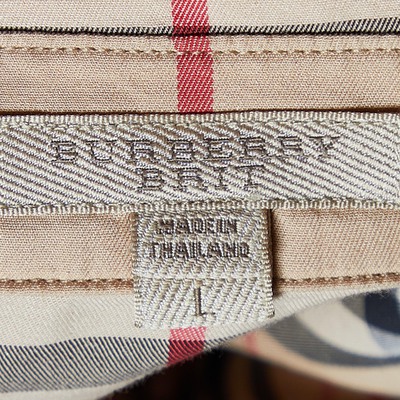 BURBERRY
BRIT
MADE IN
THAILAND
L